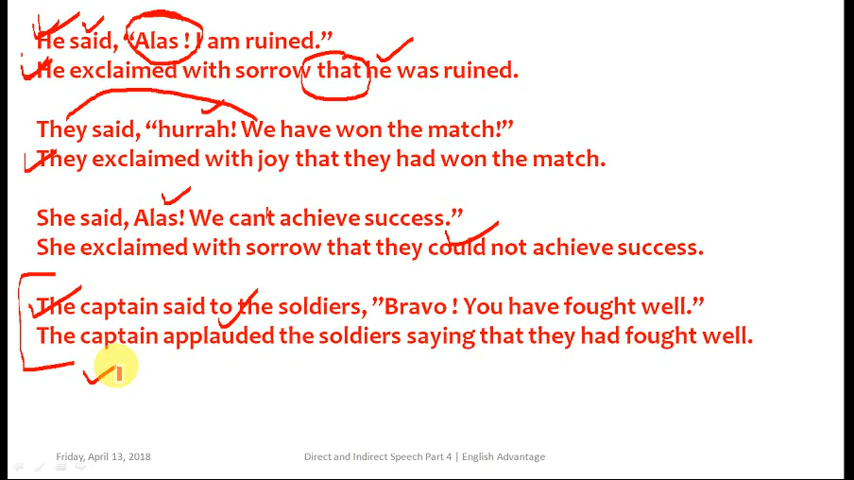 He said, “Alas ! I am ruined.”
He exclaimed with sorrow that he was ruined.
They said, “hurrah! We have won the match!”
They exclaimed with joy that they had won the match.
She said, Alas! We can't achieve success.”
She exclaimed with sorrow that they could not achieve success.
The captain said to the soldiers, ”Bravo ! You have fought well.”
The captain applauded the soldiers saying that they had fought well.
Friday, April 13, 2018
Direct and Indirect Speech Part 4 | English Advantage